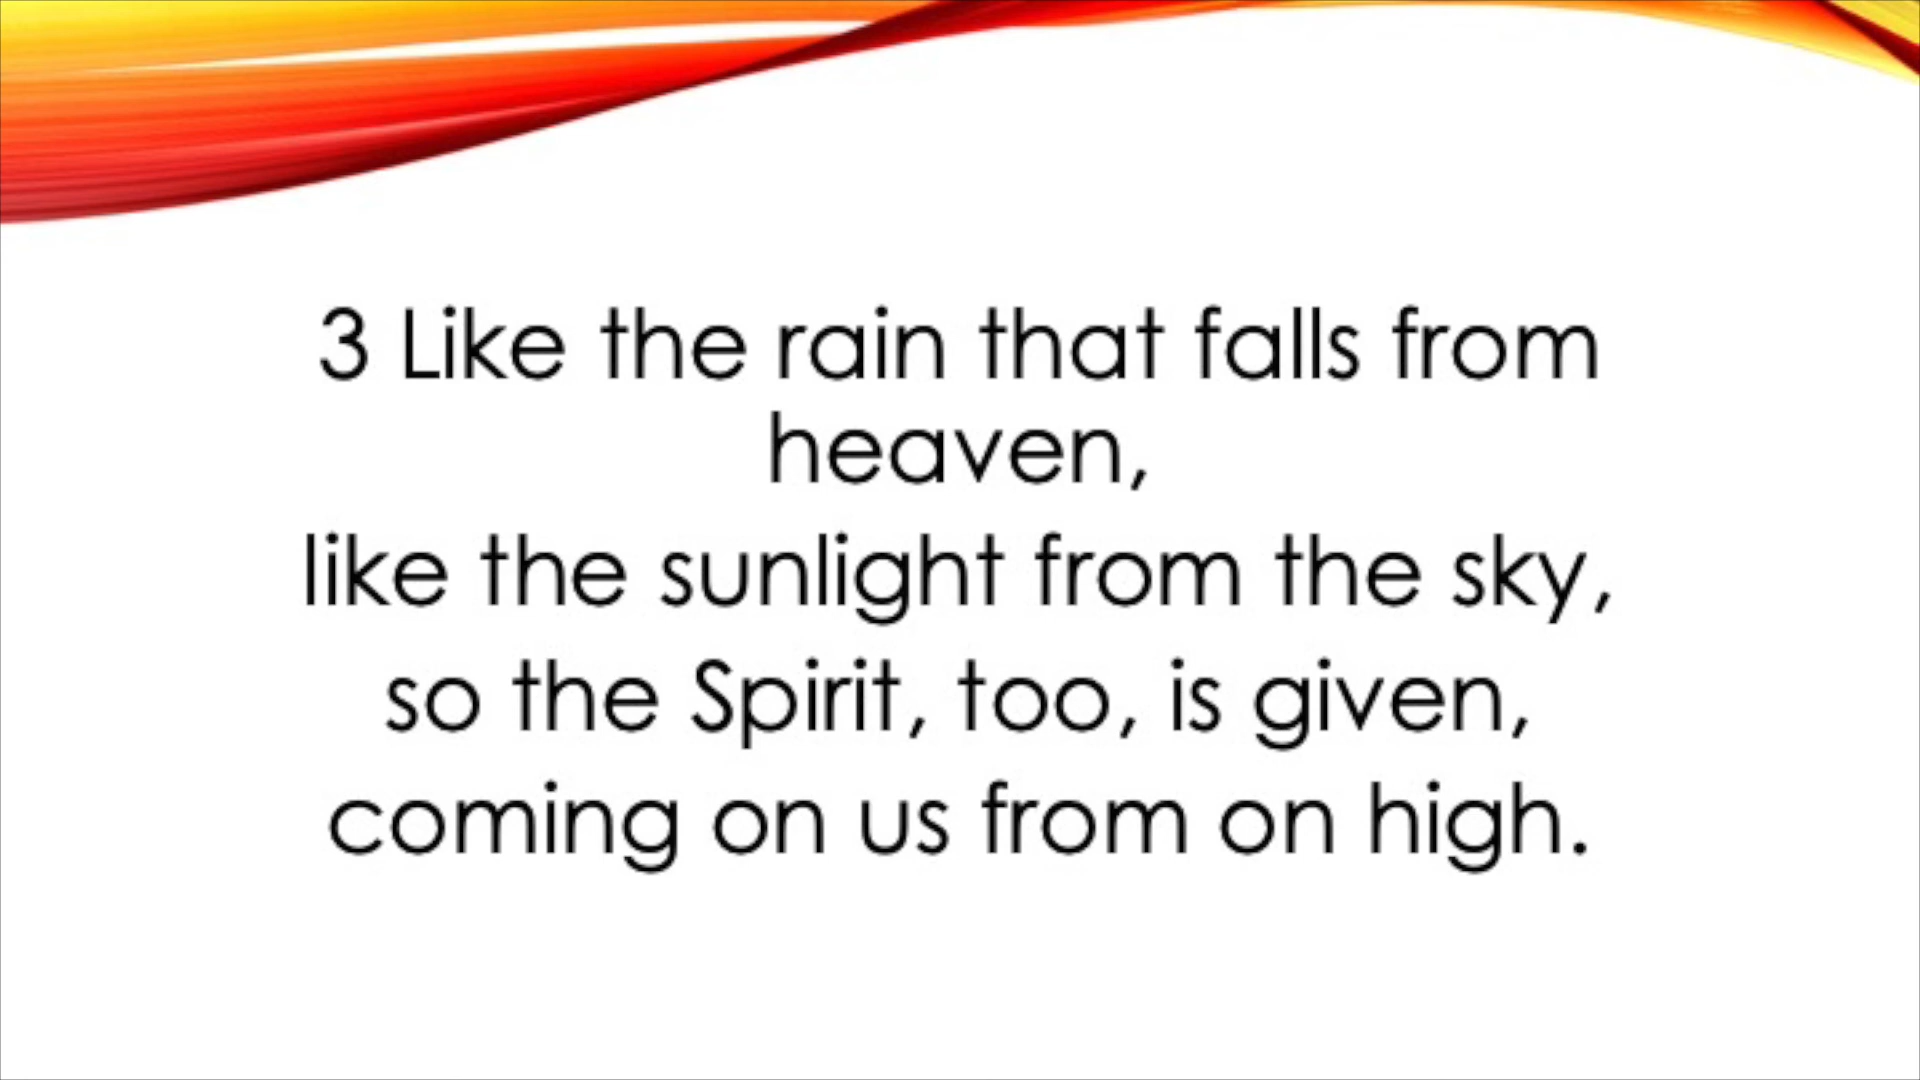 3 Like the rain that falls from
heaven,
like the sunlight from the sky,
so the Spirit, too, is given,
coming on us from on high.